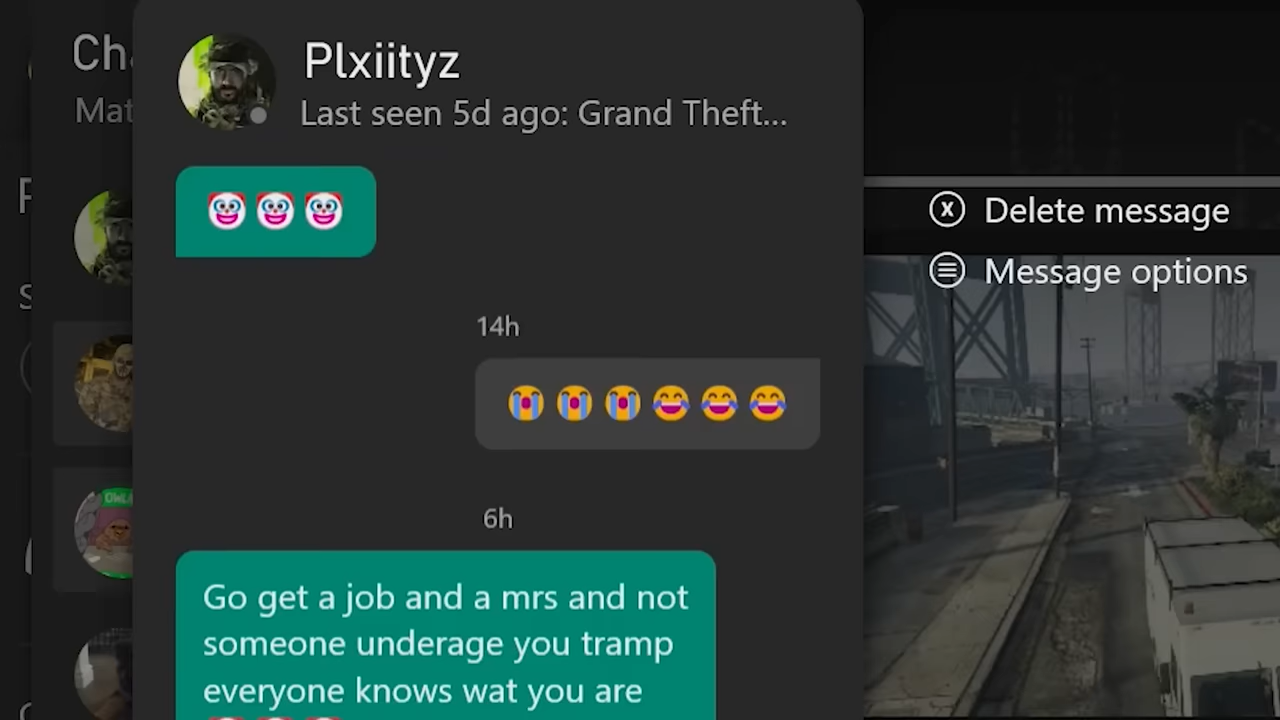 Plxiityz
Last seen 5d ago: Grand Theft...
🤡🤡🤡
14h
😭😭😭😂😂😂
6h
Go get a job and a mrs and not
someone underage you tramp
everyone knows wat you are
Delete message
Message options